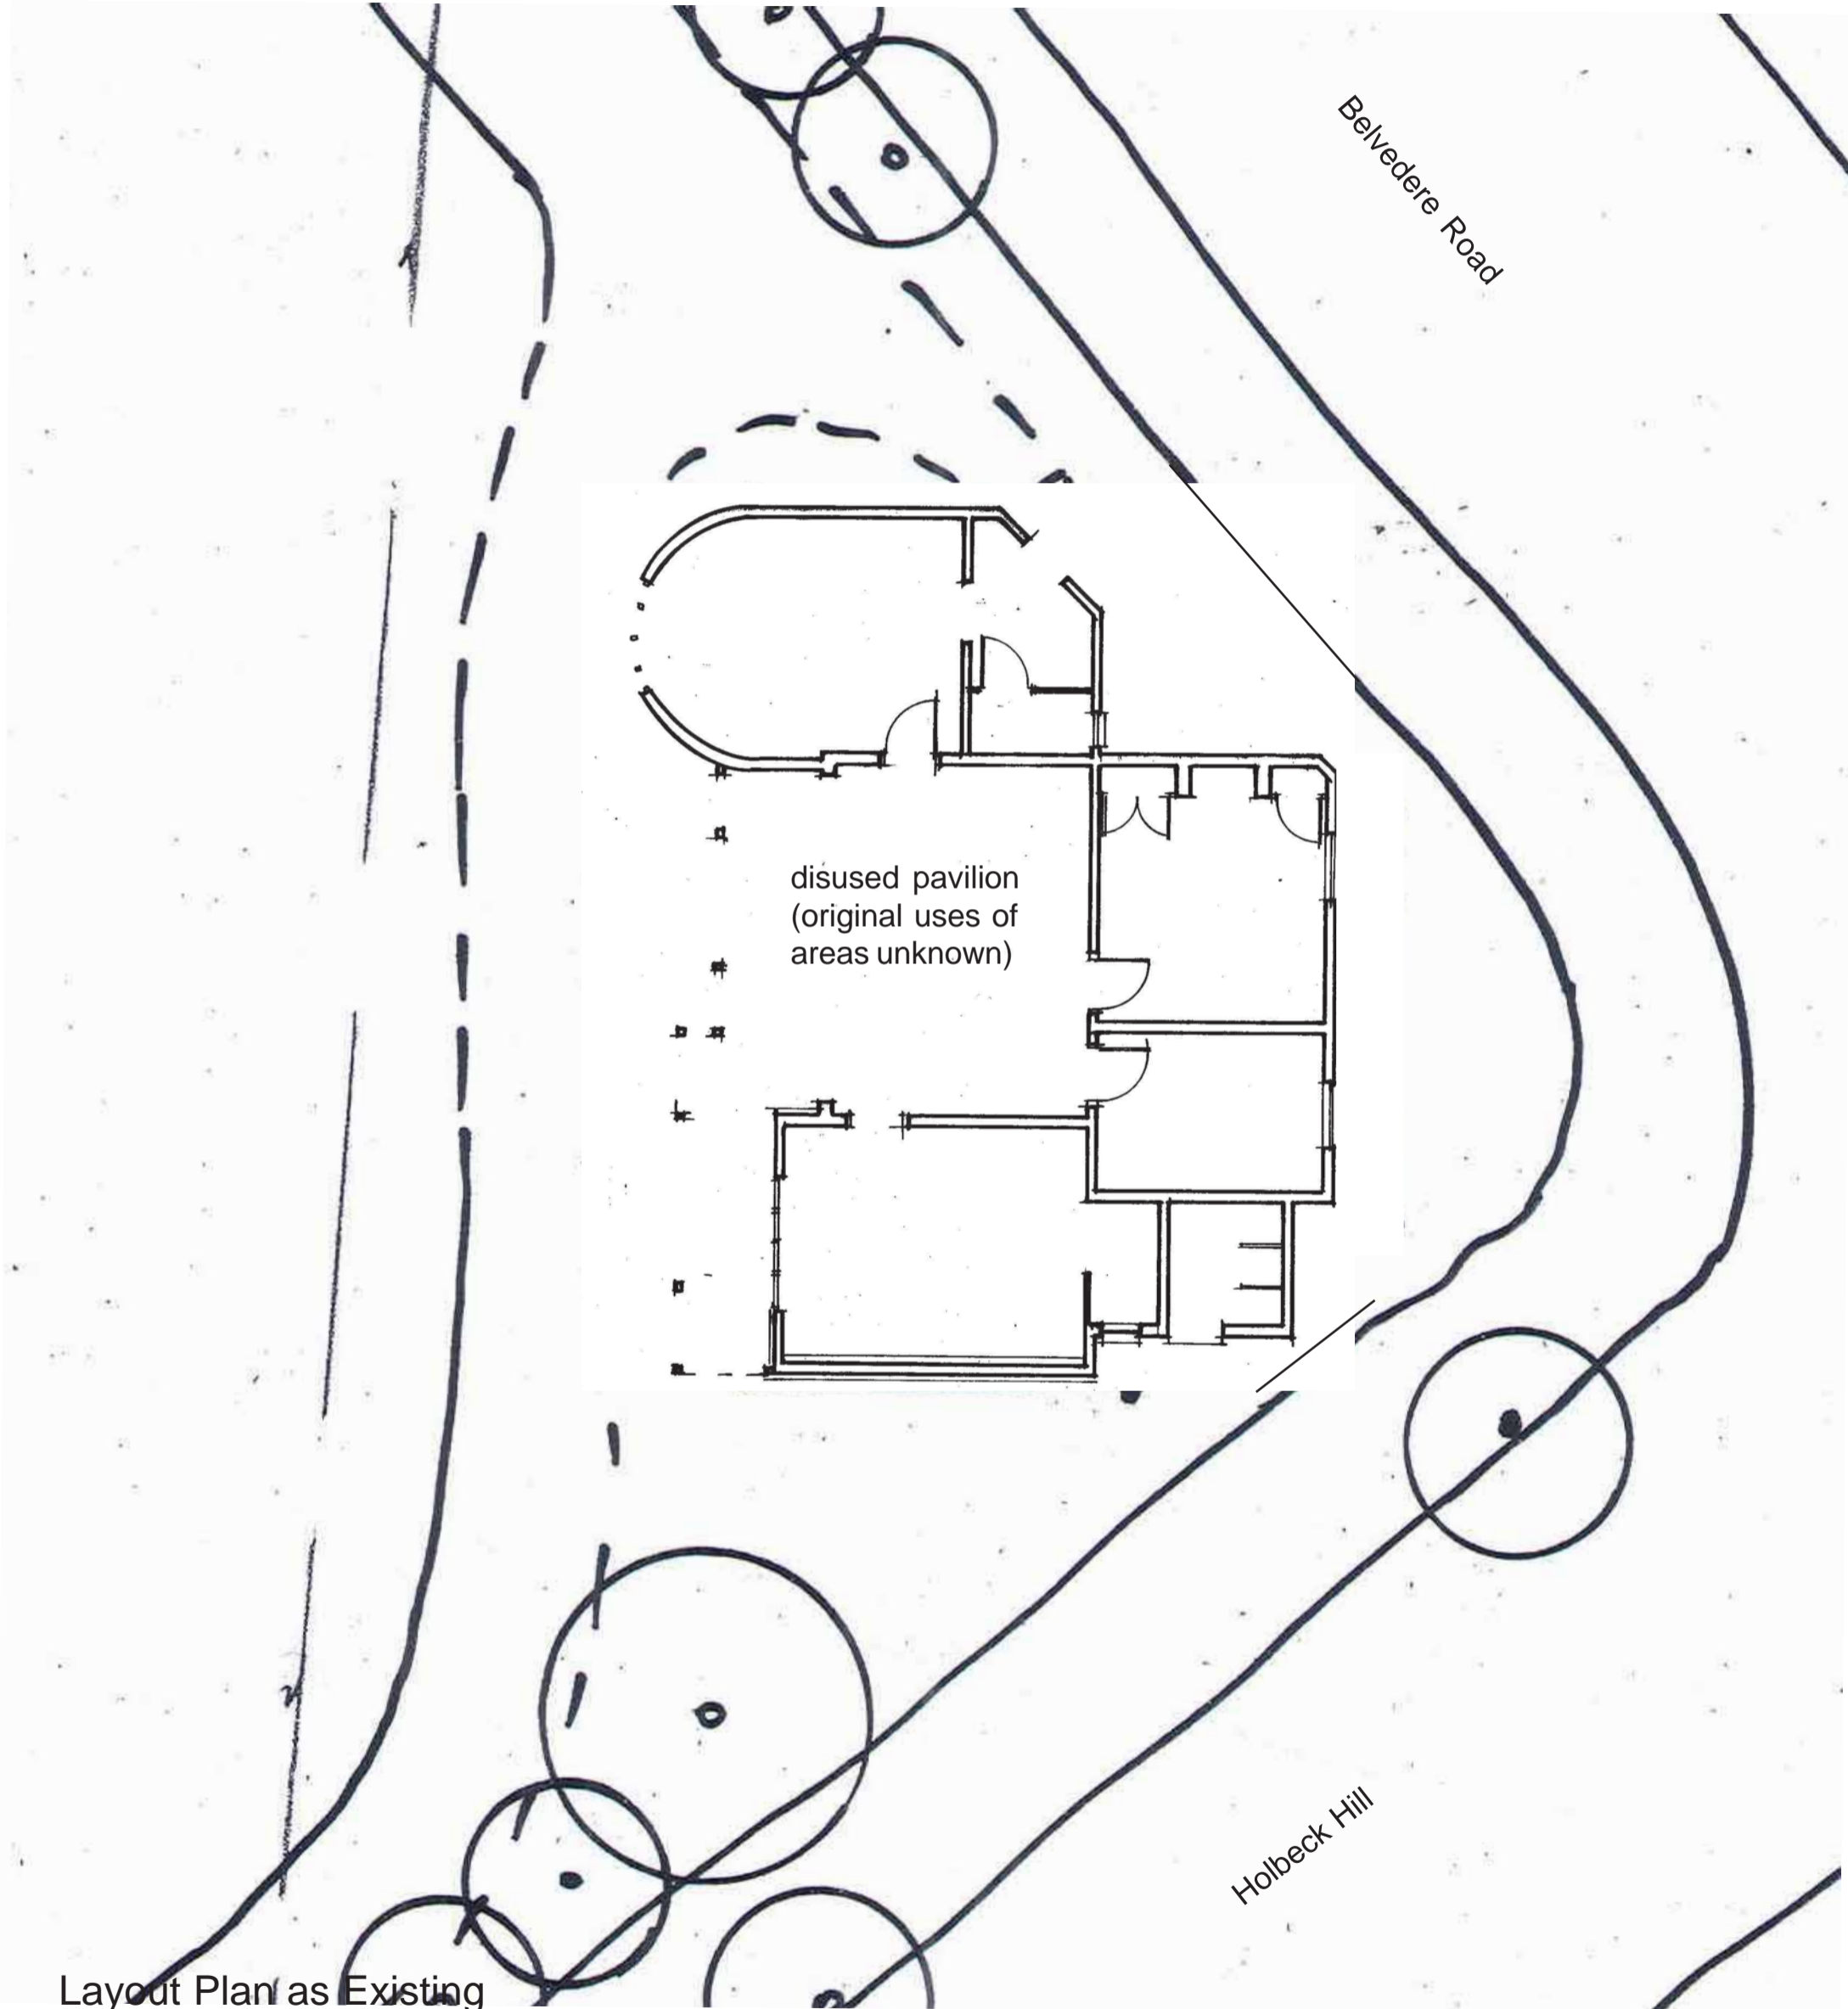 Belvedere Road
disused pavilion
(original uses of
areas unknown)
Holbeck Hill
Layout Plan as Existing